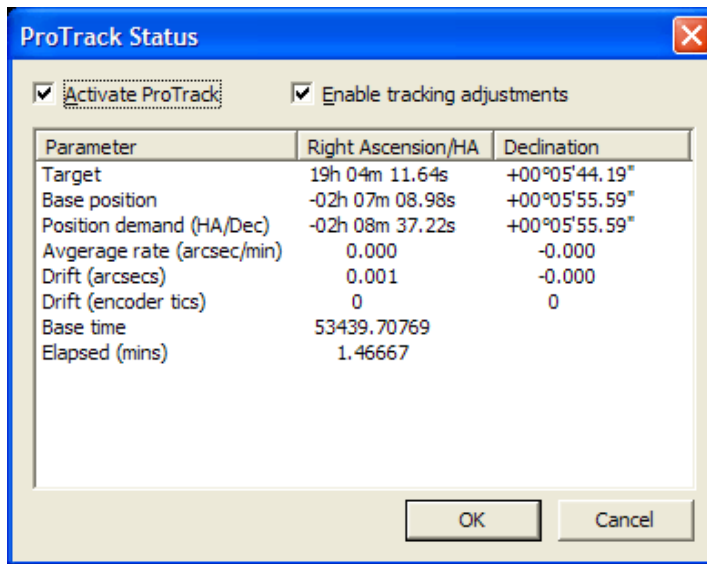 ProTrack Status
Activate ProTrack Enable tracking adjustments
Parameter Right Ascension/HA Declination
Target 19h 04m 11.64s +00°05'44.19"
Base position -02h 07m 08.98s +00°05'55.59"
Position demand (HA/Dec) -02h 08m 37.22s +00°05'55.59"
Avgerage rate (arcsec/min) 0.000 -0.000
Drift (arcsecs) 0.001 -0.000
Drift (encoder tics) 0 0
Base time 53439.70769
Elapsed (mins) 1.46667
OK Cancel